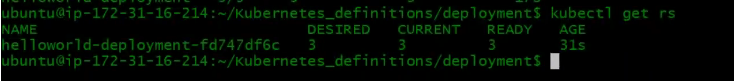 ubuntu@ip-172-31-16-214:~/Kubernetes_definitions/deployment$ kubectl get rs
NAME DESIRED CURRENT READY AGE
helloworld-deployment-fd747df6c 3 3 3 31s
ubuntu@ip-172-31-16-214:~/Kubernetes_definitions/deployment$